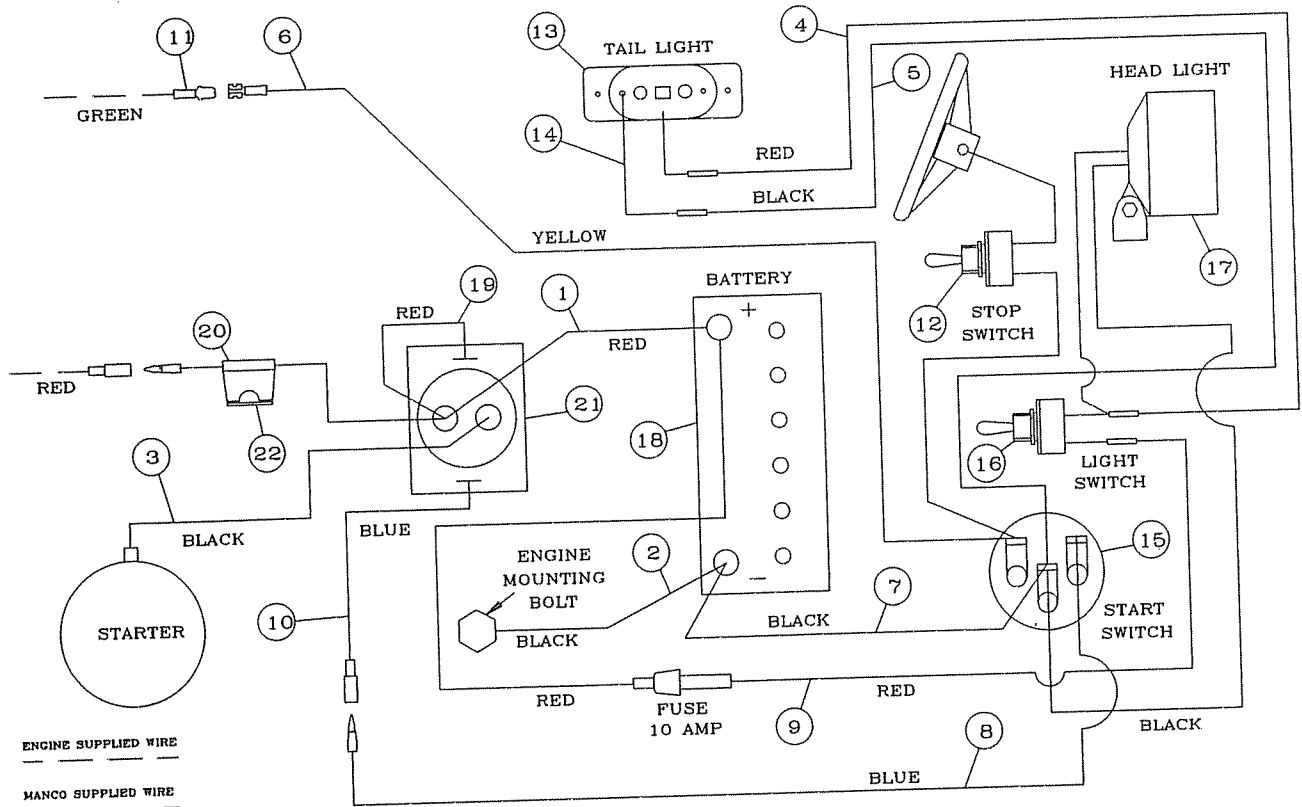 11
6
13
TAIL LIGHT
4
5
HEAD LIGHT
GREEN
14
RED
BLACK
YELLOW
17
19
1
BATTERY
12
STOP
SWITCH
20
RED
RED
+
RED
22
21
18
16
LIGHT
SWITCH
3
BLACK
BLUE
ENGINE
MOUNTING
BOLT
2
15
7
START
SWITCH
STARTER
10
BLACK
BLACK
–
RED
FUSE
10 AMP
9
RED
BLACK
8
BLUE
ENGINE SUPPLIED WIRE
MANCO SUPPLIED WIRE